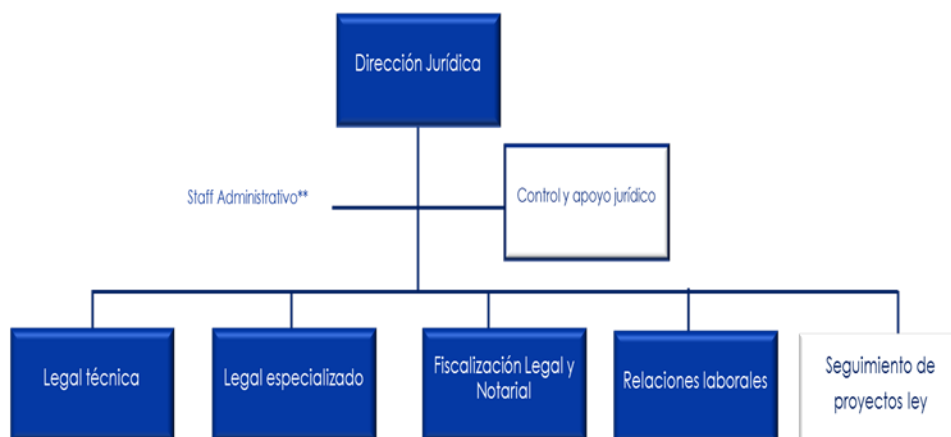 Dirección Jurídica
Staff Administrativo**
Control y apoyo jurídico
Legal técnica
Legal especializado
Fiscalización Legal y
Notarial
Relaciones laborales
Seguimiento de
proyectos ley